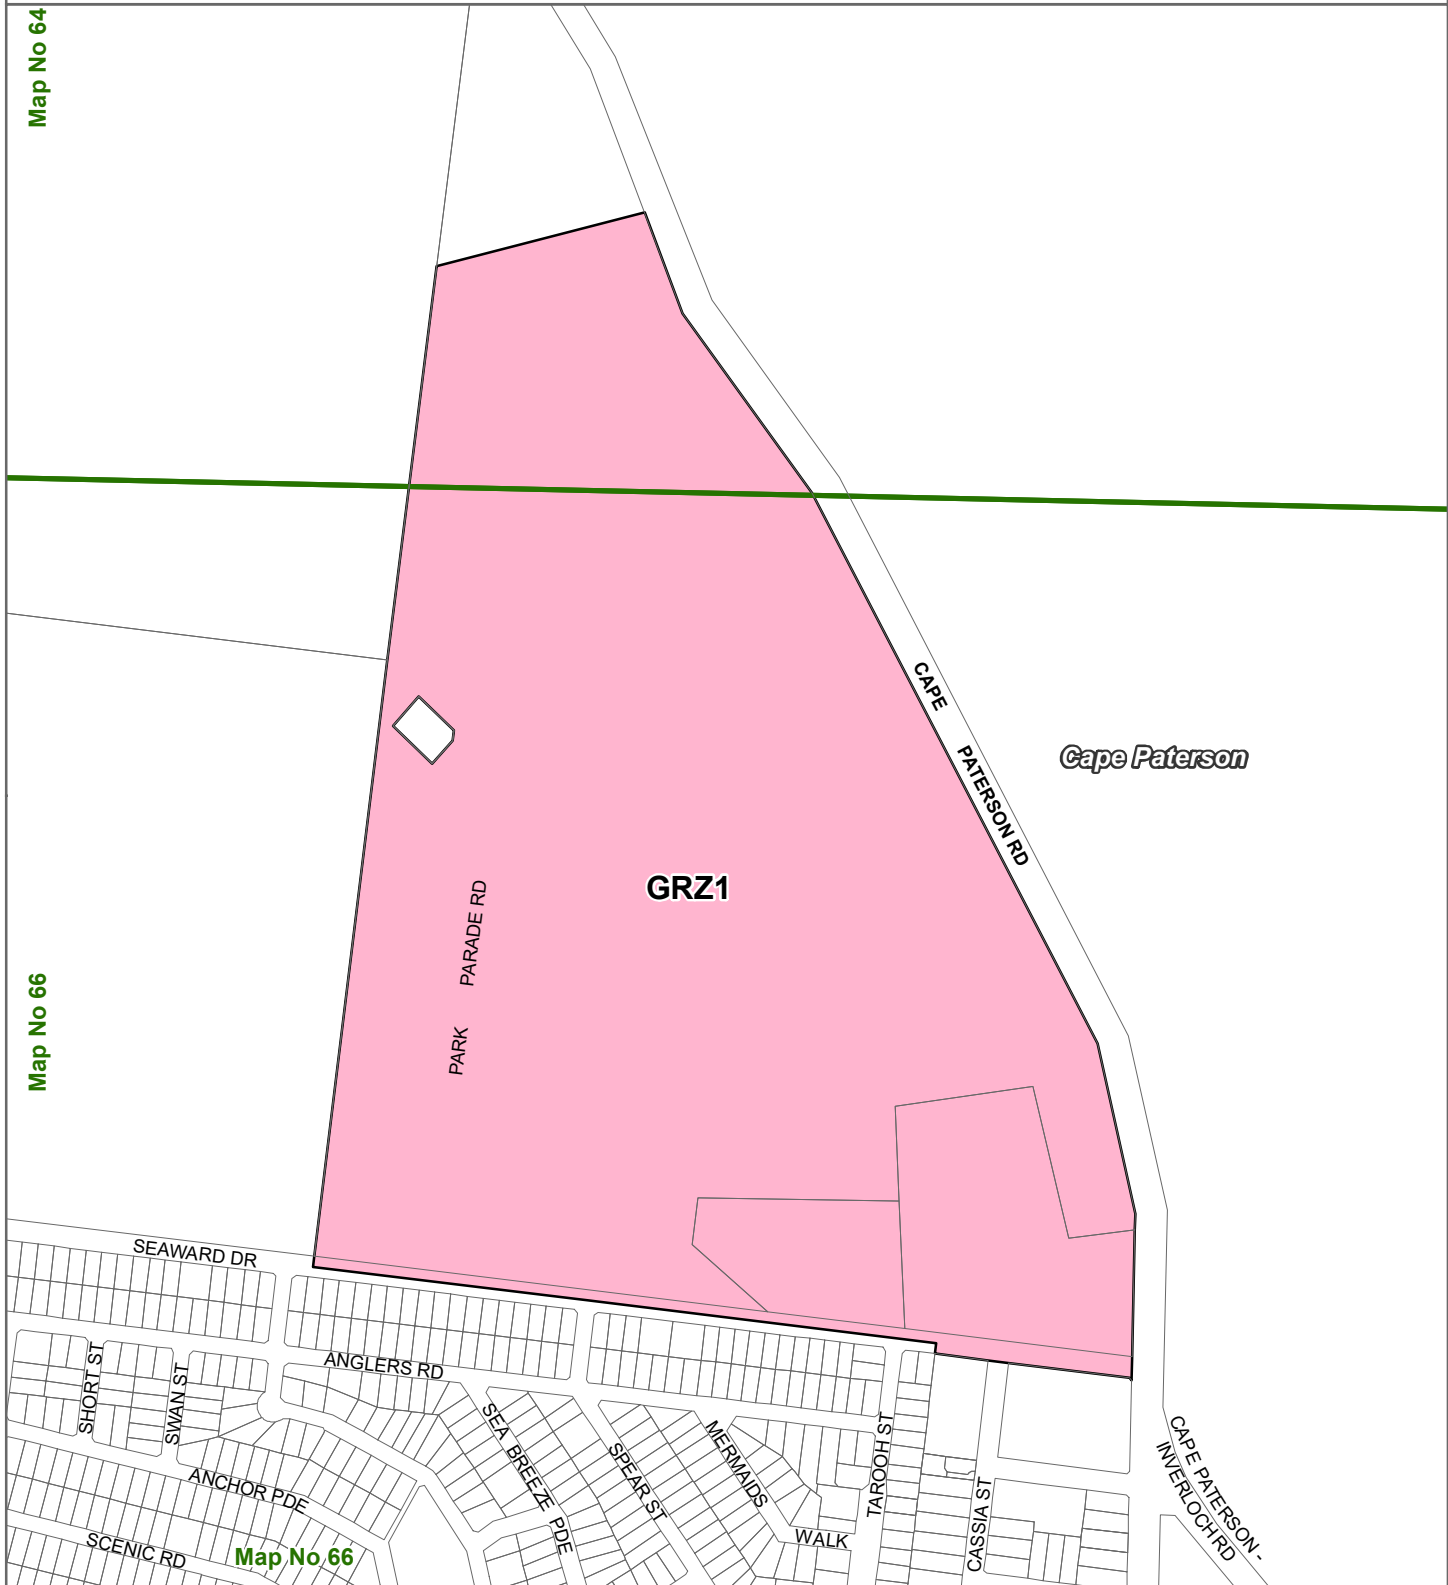 Map No 64
CAPE
PATERSON RD
Cape Paterson
GRZ1
PARK PARADE RD
Map No 66
SEAWARD DR
ANGLERS RD
SHORT ST
SWAN ST
SEA BREEZE PDE
SPEAR ST
MERMAIDS
WALK
TAROOH ST
CASSIA ST
CAPE PATERSON -
INVERLOCH RD
ANCHOR PDE
SCENIC RD
Map No 66